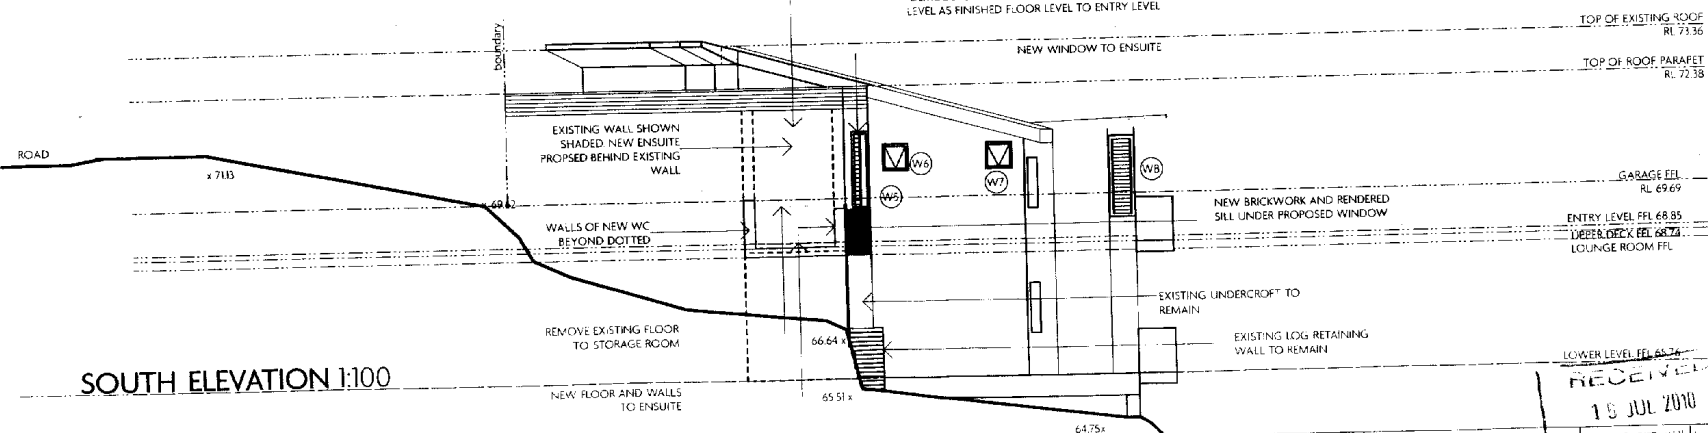 LEVEL AS FINISHED FLOOR LEVEL TO ENTRY LEVEL
TOP OF EXISTING ROOF
RL 73.36
boundary
NEW WINDOW TO ENSUITE
TOP OF ROOF PARAPET
RL 72.38
EXISTING WALL SHOWN
SHADED. NEW ENSUITE
PROPSED BEHIND EXISTING
WALL
ROAD
x 71.13
W6
W7
W8
W5
GARAGE FFL
RL 69.69
x 69.62
NEW BRICKWORK AND RENDERED
SILL UNDER PROPOSED WINDOW
ENTRY LEVEL FFL 68.85
WALLS OF NEW WC
BEYOND DOTTED
UPPER DECK FFL 68.74
LOUNGE ROOM FFL
EXISTING UNDERCROFT TO
REMAIN
REMOVE EXISTING FLOOR
TO STORAGE ROOM
66.64 x
EXISTING LOG RETAINING
WALL TO REMAIN
LOWER LEVEL FFL 65.76
SOUTH ELEVATION 1:100
NEW FLOOR AND WALLS
TO ENSUITE
65.51 x
64.75x
RECEIVED
JUL 2010